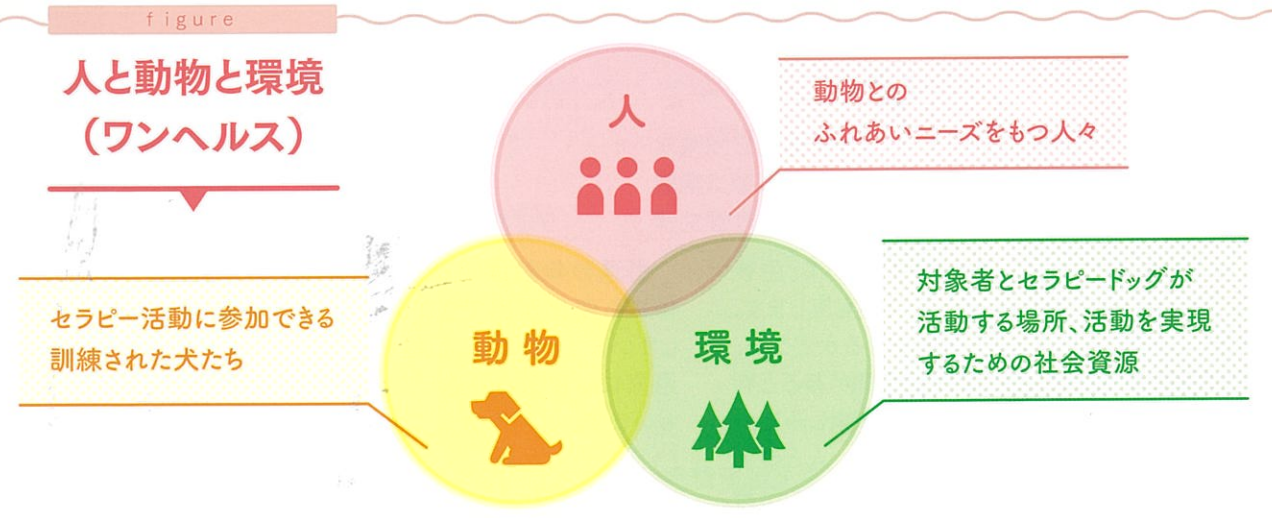 figure
人と動物と環境
（ワンヘルス）
人
動物との
ふれあいニーズをもつ人々
セラピー活動に参加できる
訓練された犬たち
動物
環境
対象者とセラピードッグが
活動する場所、活動を実現
するための社会資源